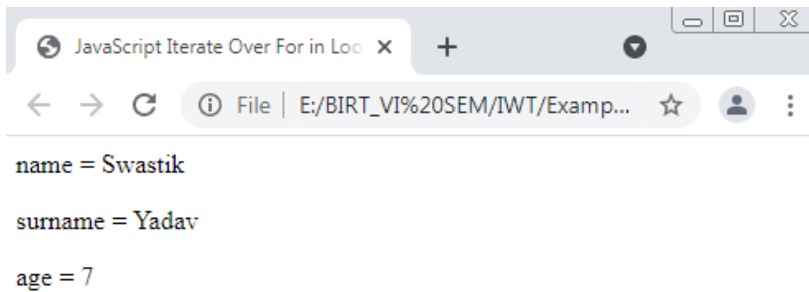 JavaScript Iterate Over For in Loo
File | E:/BIRT_VI%20SEM/IWT/Examp...
name = Swastik
surname = Yadav
age = 7